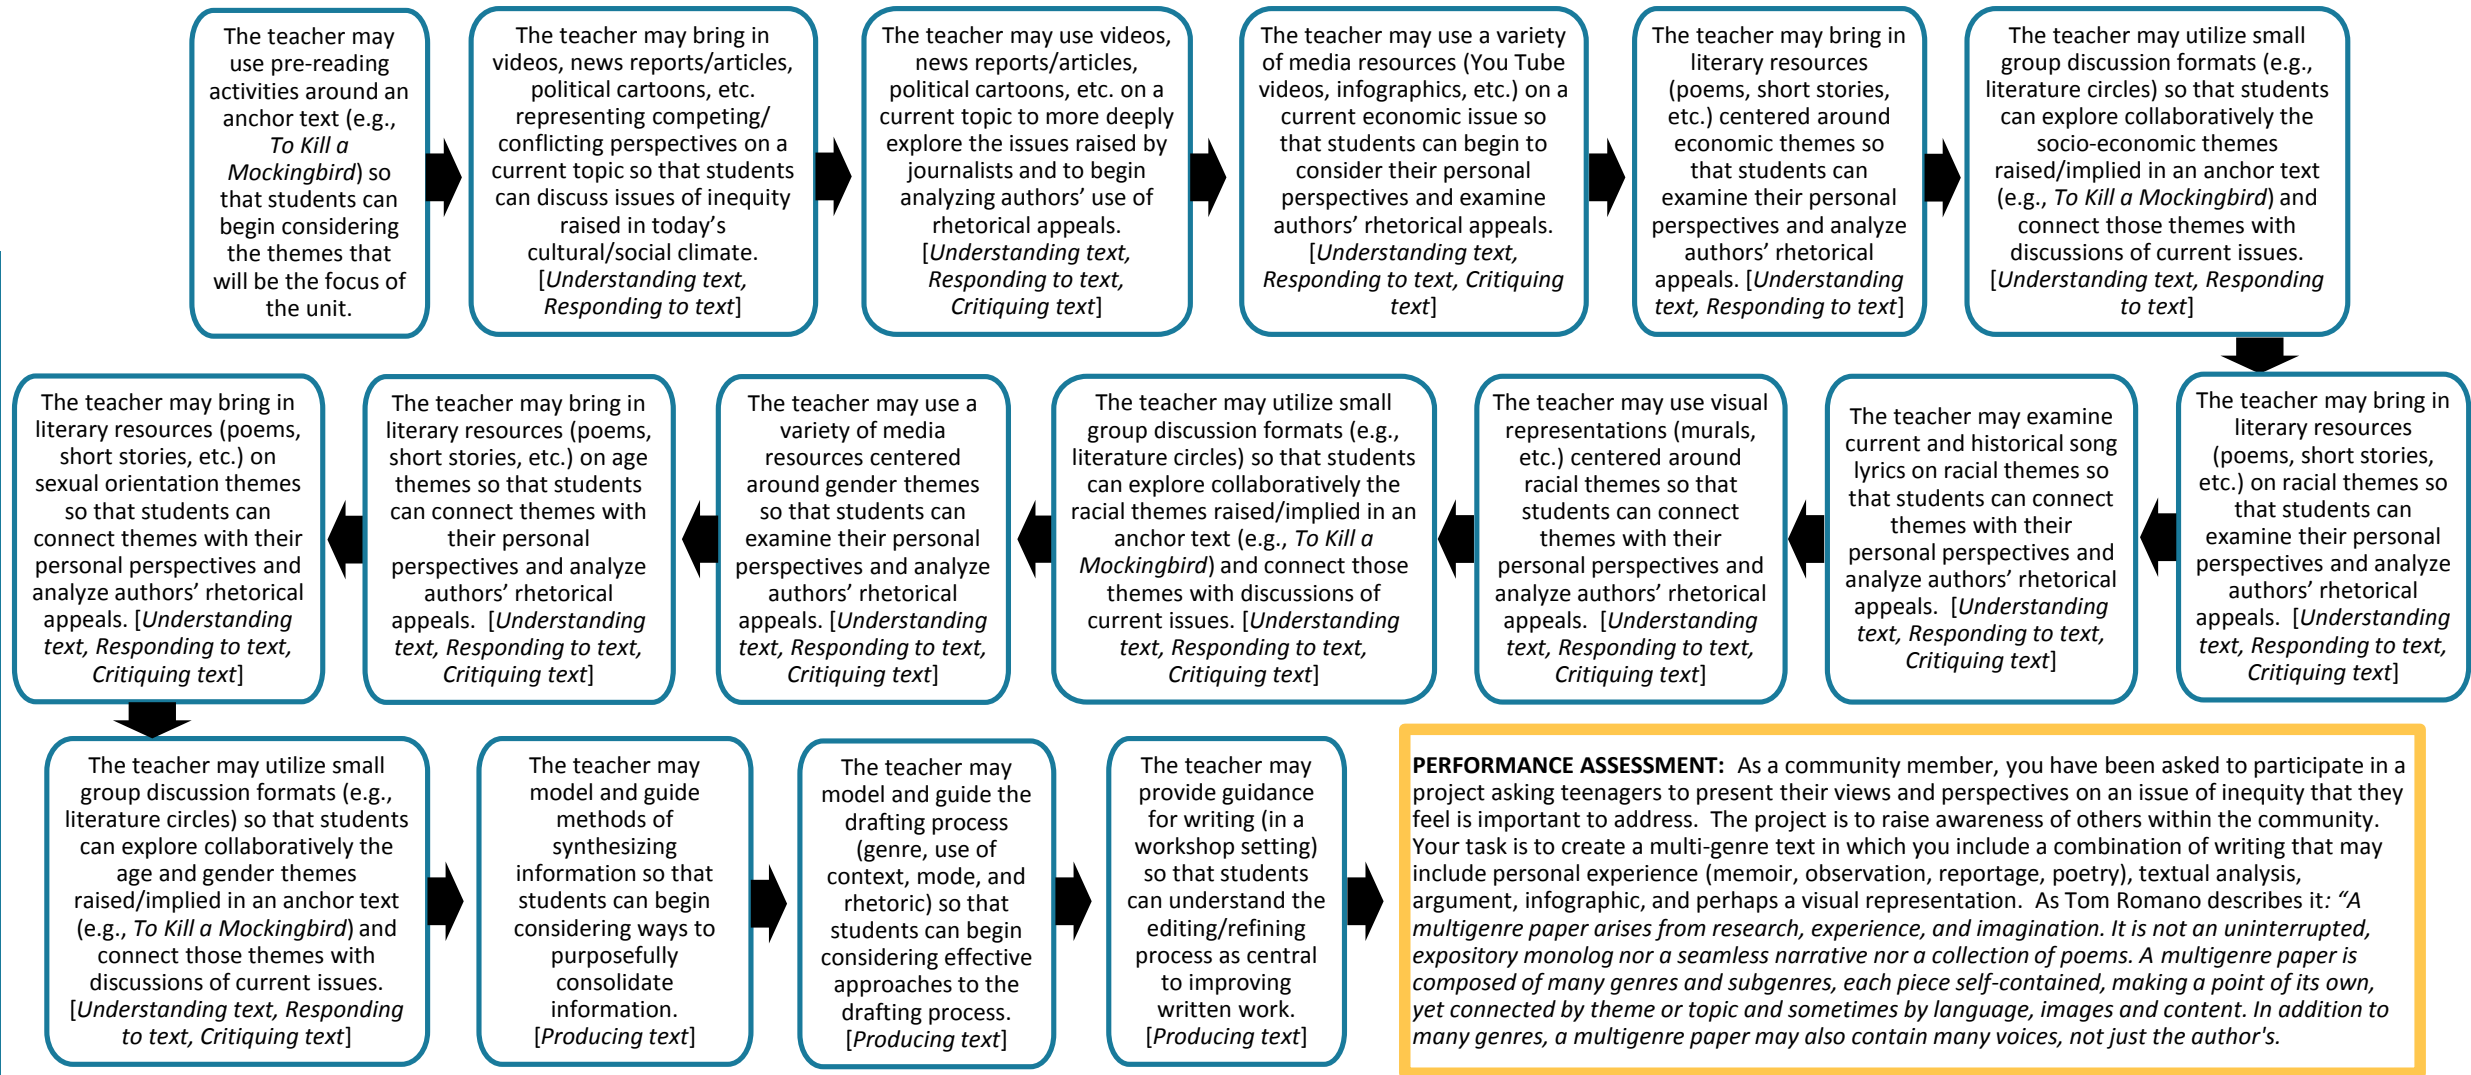 The teacher may
use pre-reading
activities around an
anchor text (e.g.,
To Kill a
Mockingbird) so
that students can
begin considering
the themes that
will be the focus of
the unit.
The teacher may bring in
videos, news reports/articles,
political cartoons, etc.
representing competing/
conflicting perspectives on a
current topic so that students
can discuss issues of inequity
raised in today’s
cultural/social climate.
[Understanding text,
Responding to text]
The teacher may use videos,
news reports/articles,
political cartoons, etc. on a
current topic to more deeply
explore the issues raised by
journalists and to begin
analyzing authors’ use of
rhetorical appeals.
[Understanding text,
Responding to text,
Critiquing text]
The teacher may use a variety
of media resources (You Tube
videos, infographics, etc.) on a
current economic issue so
that students can begin to
consider their personal
perspectives and examine
authors’ rhetorical appeals.
[Understanding text,
Responding to text, Critiquing
text]
The teacher may bring in
literary resources
(poems, short stories,
etc.) centered around
economic themes so
that students can
examine their personal
perspectives and analyze
authors’ rhetorical
appeals. [Understanding
text, Responding to text]
The teacher may utilize small
group discussion formats (e.g.,
literature circles) so that students
can explore collaboratively the
socio-economic themes
raised/implied in an anchor text
(e.g., To Kill a Mockingbird) and
connect those themes with
discussions of current issues.
[Understanding text, Responding
to text]
The teacher may bring in
literary resources
(poems, short stories,
etc.) on racial themes so
that students can
examine their personal
perspectives and analyze
authors’ rhetorical
appeals.  [Understanding
text, Responding to text,
Critiquing text]
The teacher may examine
current and historical song
lyrics on racial themes so
that students can connect
themes with their
personal perspectives and
analyze authors’ rhetorical
appeals.  [Understanding
text, Responding to text,
Critiquing text]
The teacher may use visual
representations (murals,
etc.) centered around
racial themes so that
students can connect
themes with their
personal perspectives and
analyze authors’ rhetorical
appeals.  [Understanding
text, Responding to text,
Critiquing text]
The teacher may utilize small
group discussion formats (e.g.,
literature circles) so that students
can explore collaboratively the
racial themes raised/implied in an
anchor text (e.g., To Kill a
Mockingbird) and connect those
themes with discussions of
current issues. [Understanding
text, Responding to text,
Critiquing text]
The teacher may use a
variety of media
resources centered
around gender themes
so that students can
examine their personal
perspectives and analyze
authors’ rhetorical
appeals. [Understanding
text, Responding to text,
Critiquing text]
The teacher may bring in
literary resources (poems,
short stories, etc.) on age
themes so that students
can connect themes with
their personal
perspectives and analyze
authors’ rhetorical
appeals.  [Understanding
text, Responding to text,
Critiquing text]
The teacher may bring in
literary resources (poems,
short stories, etc.) on
sexual orientation themes
so that students can
connect themes with their
personal perspectives and
analyze authors’ rhetorical
appeals. [Understanding
text, Responding to text,
Critiquing text]
The teacher may utilize small
group discussion formats (e.g.,
literature circles) so that students
can explore collaboratively the
age and gender themes
raised/implied in an anchor text
(e.g., To Kill a Mockingbird) and
connect those themes with
discussions of current issues.
[Understanding text, Responding
to text, Critiquing text]
The teacher may
model and guide
methods of
synthesizing
information so that
students can begin
considering ways to
purposefully
consolidate
information.
[Producing text]
The teacher may
model and guide the
drafting process
(genre, use of
context, mode, and
rhetoric) so that
students can begin
considering effective
approaches to the
drafting process.
[Producing text]
The teacher may
provide guidance
for writing (in a
workshop setting)
so that students
can understand the
editing/refining
process as central
to improving
written work.
[Producing text]
PERFORMANCE ASSESSMENT:  As a community member, you have been asked to participate in a
project asking teenagers to present their views and perspectives on an issue of inequity that they
feel is important to address.  The project is to raise awareness of others within the community.
Your task is to create a multi-genre text in which you include a combination of writing that may
include personal experience (memoir, observation, reportage, poetry), textual analysis,
argument, infographic, and perhaps a visual representation.  As Tom Romano describes it: “A
multigenre paper arises from research, experience, and imagination. It is not an uninterrupted,
expository monolog nor a seamless narrative nor a collection of poems. A multigenre paper is
composed of many genres and subgenres, each piece self-contained, making a point of its own,
yet connected by theme or topic and sometimes by language, images and content. In addition to
many genres, a multigenre paper may also contain many voices, not just the author's.